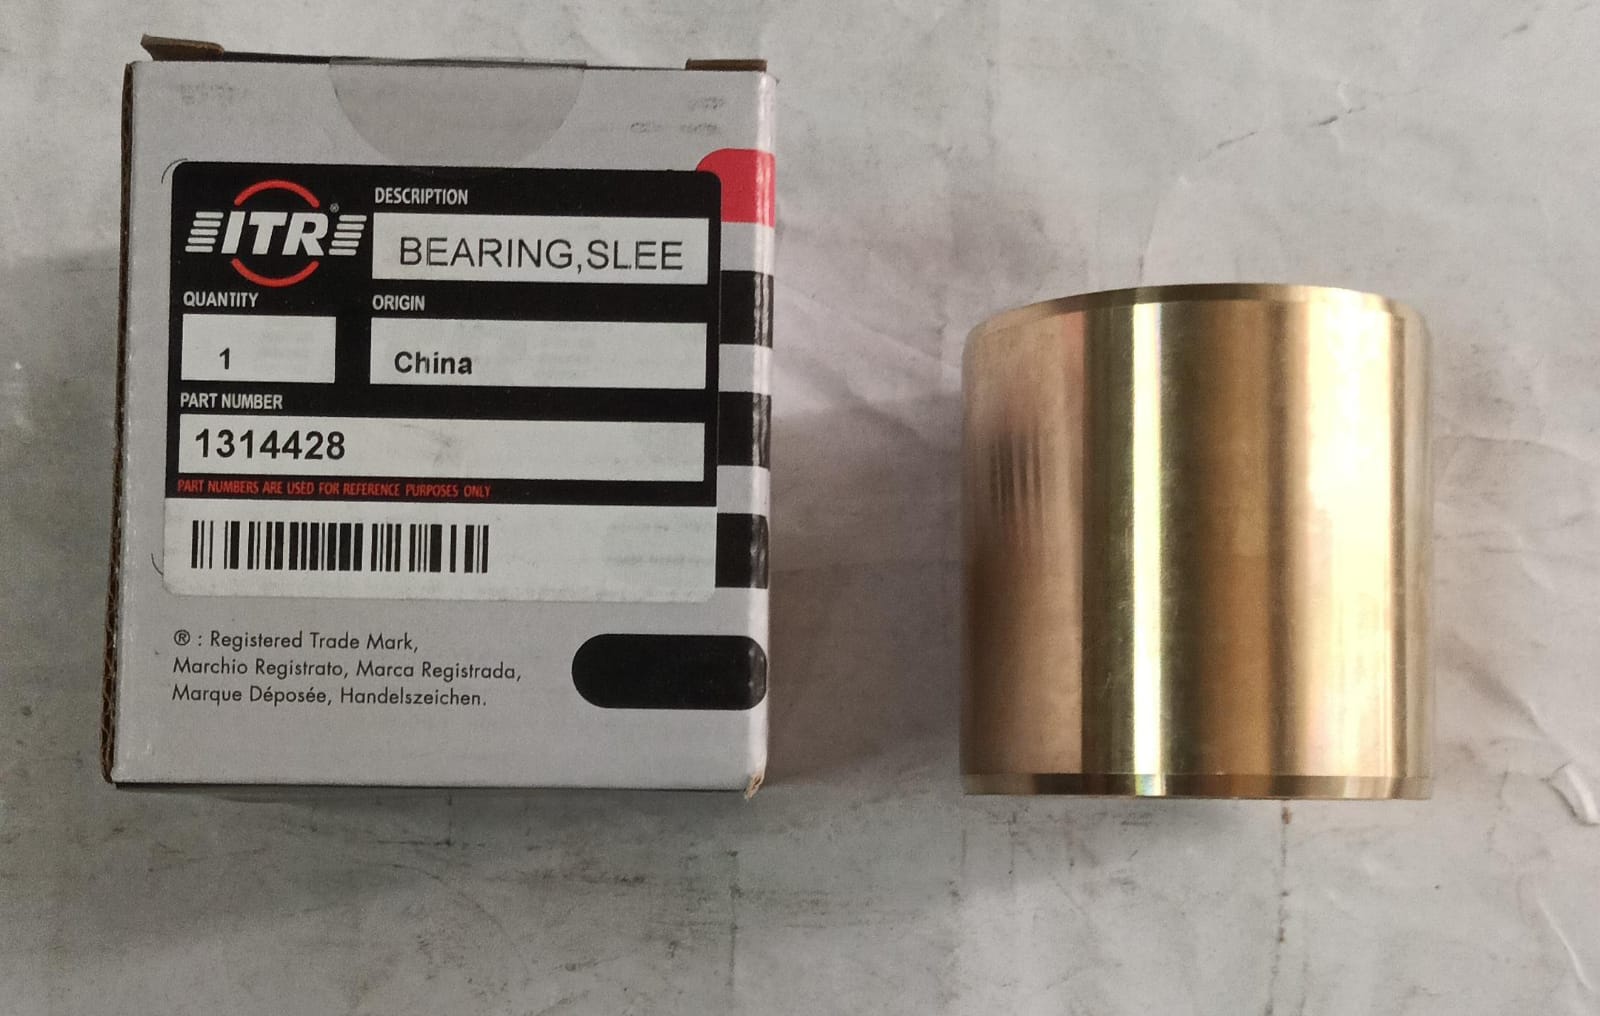 ITR®
DESCRIPTION
BEARING,SLEE
QUANTITY
ORIGIN
1
China
PART NUMBER
1314428
PART NUMBERS ARE USED FOR REFERENCE PURPOSES ONLY
® : Registered Trade Mark,
Marchio Registrato, Marca Registrada,
Marque Déposée, Handelszeichen.